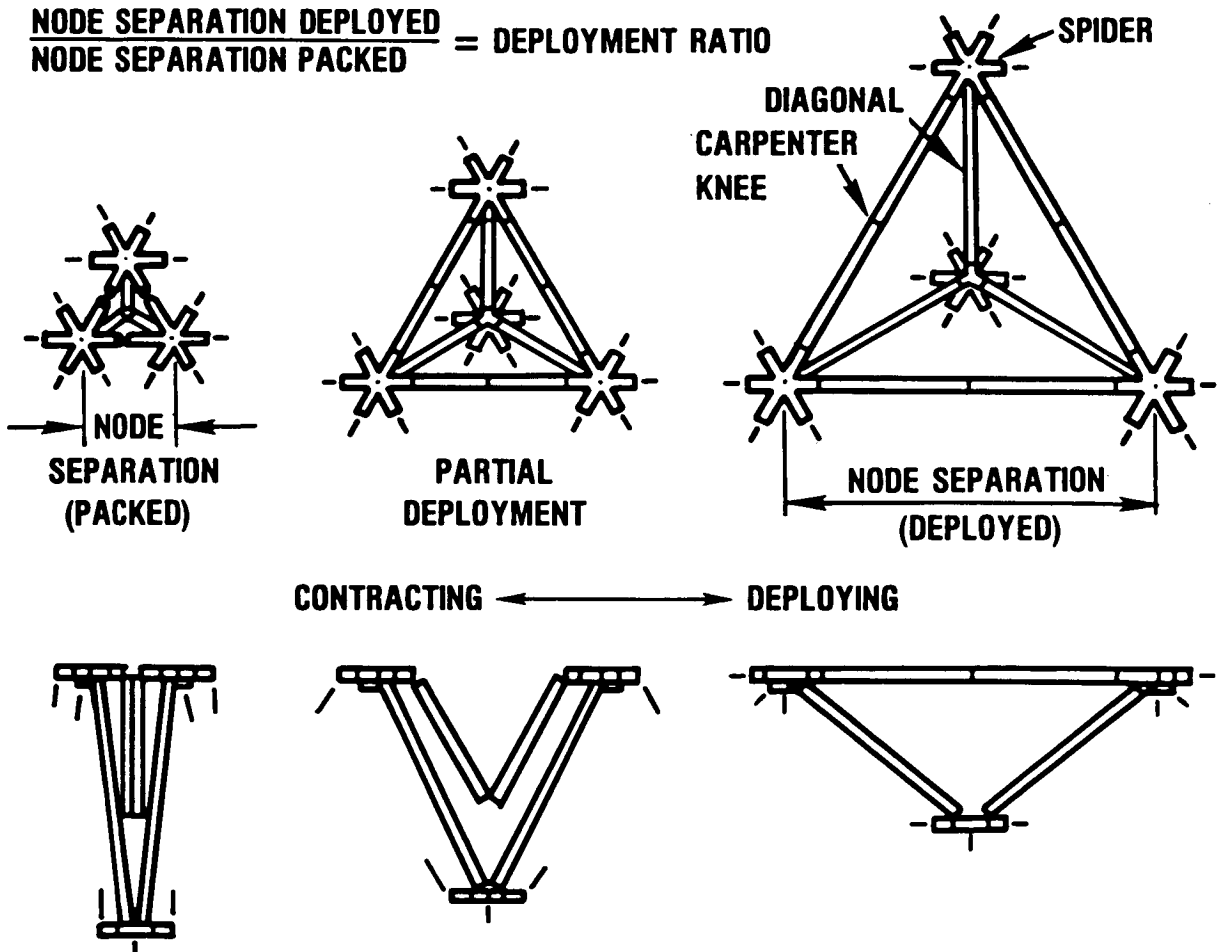 NODE SEPARATION DEPLOYED
NODE SEPARATION PACKED
= DEPLOYMENT RATIO
SPIDER
DIAGONAL
CARPENTER
KNEE
NODE
SEPARATION
(PACKED)
PARTIAL
DEPLOYMENT
NODE SEPARATION
(DEPLOYED)
CONTRACTING
DEPLOYING